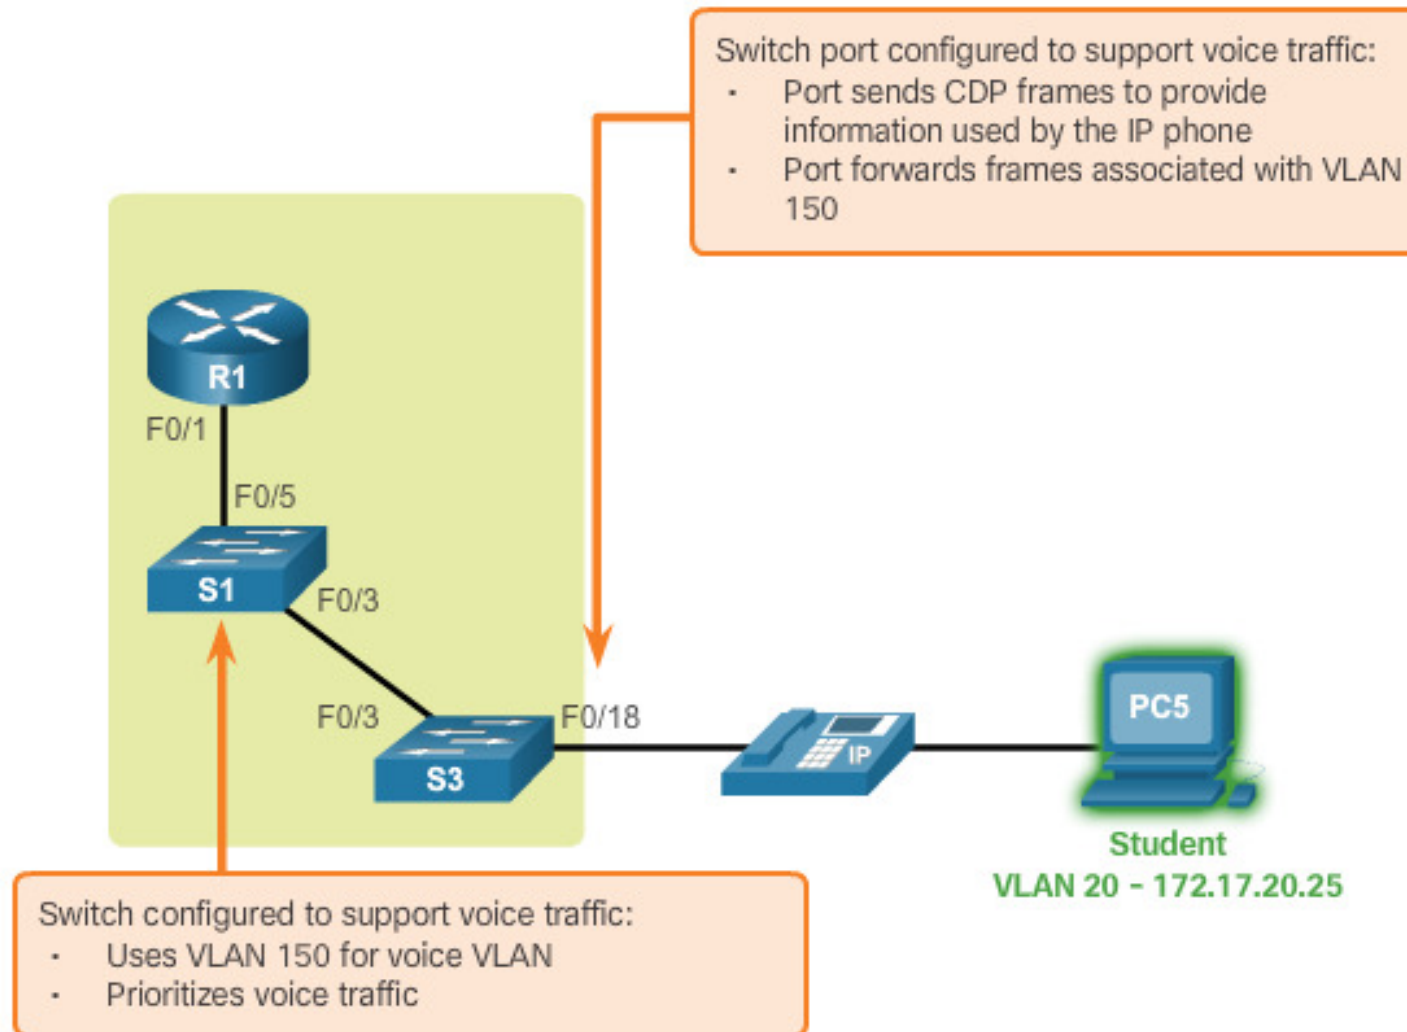 Switch port configured to support voice traffic:
· Port sends CDP frames to provide
information used by the IP phone
· Port forwards frames associated with VLAN
150
R1
F0/1
F0/5
S1
F0/3
F0/3
F0/18
S3
IP
PC5
Student
VLAN 20 - 172.17.20.25
Switch configured to support voice traffic:
· Uses VLAN 150 for voice VLAN
· Prioritizes voice traffic